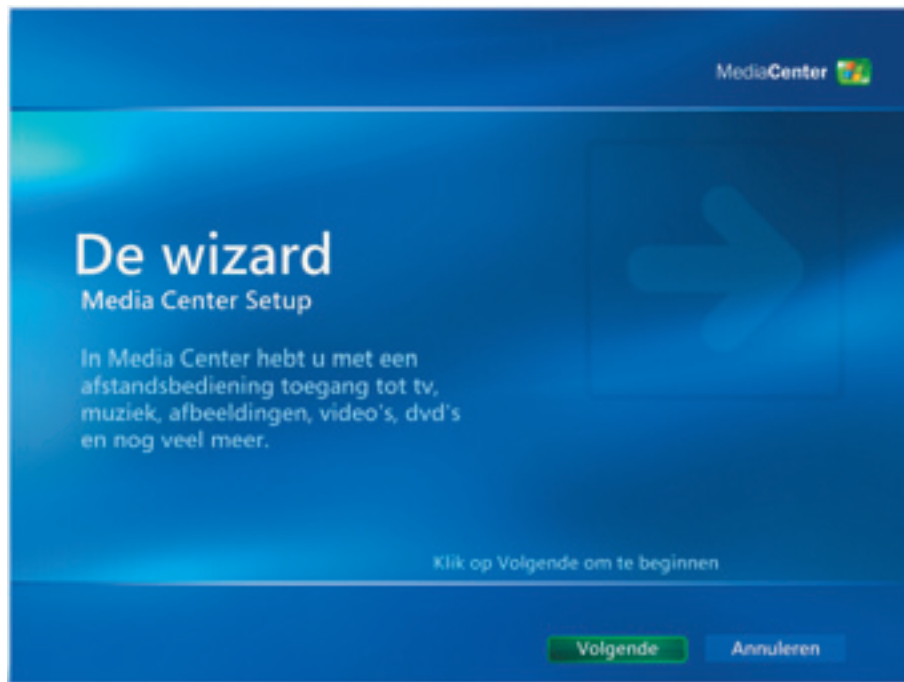 MediaCenter
De wizard
Media Center Setup
In Media Center hebt u met een
afstandsbediening toegang tot tv,
muziek, afbeeldingen, video's, dvd's
en nog veel meer.
Klik op Volgende om te beginnen
Volgende
Annuleren